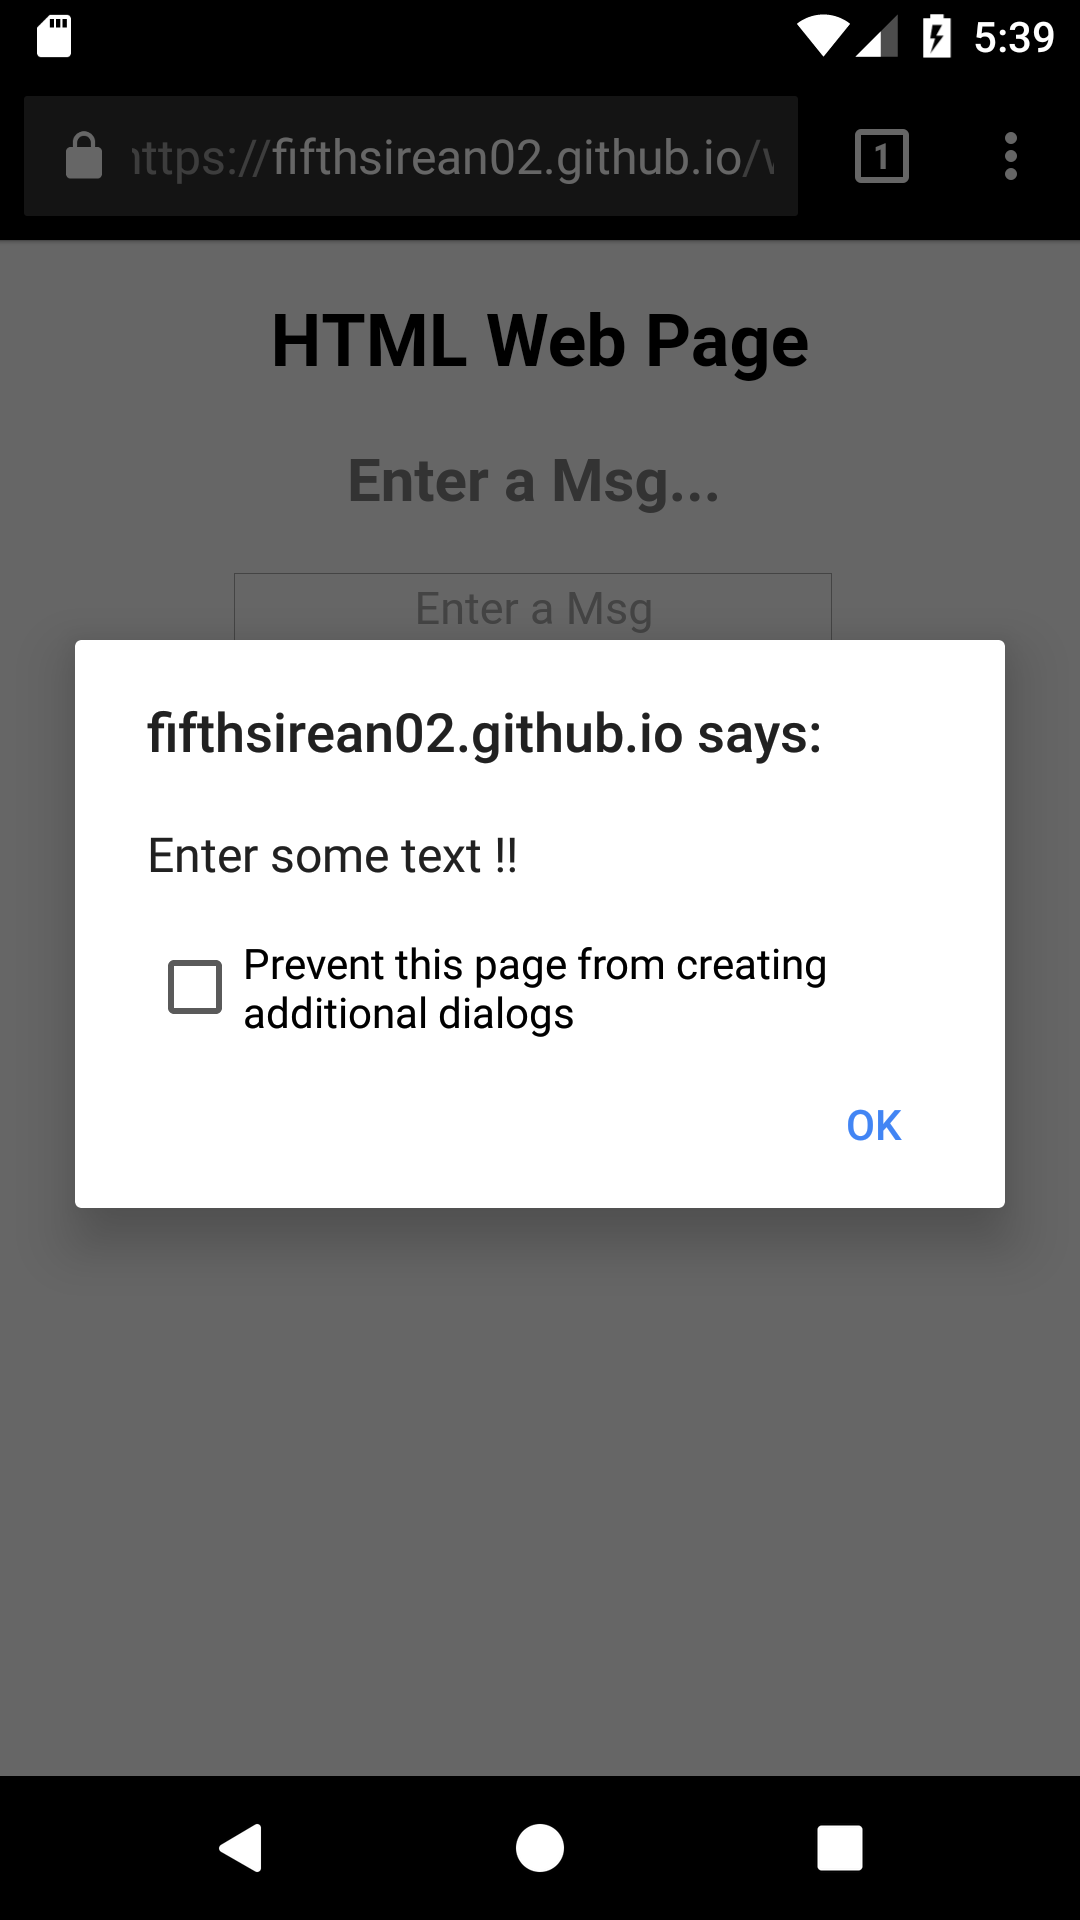 5:39
https://fifthsirean02.github.io/
1
HTML Web Page
Enter a Msg...
Enter a Msg
fifthsirean02.github.io says:
Enter some text !!
Prevent this page from creating
additional dialogs
OK